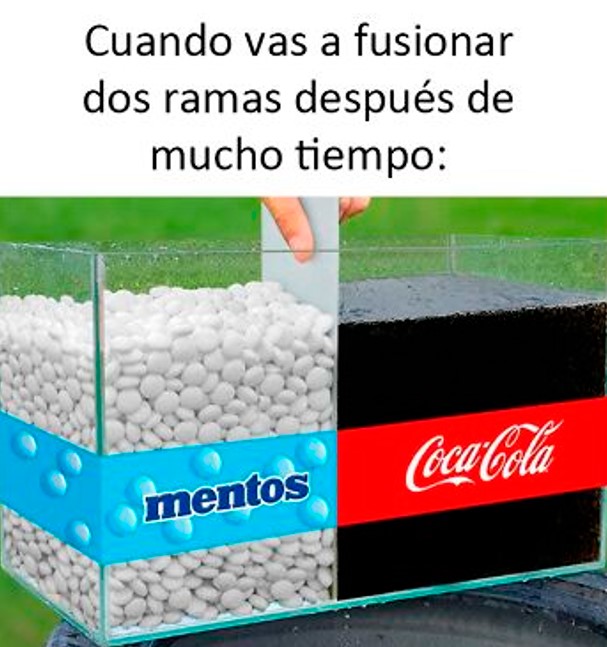 Cuando vas a fusionar
dos ramas después de
mucho tiempo:
mentos
Coca-Cola